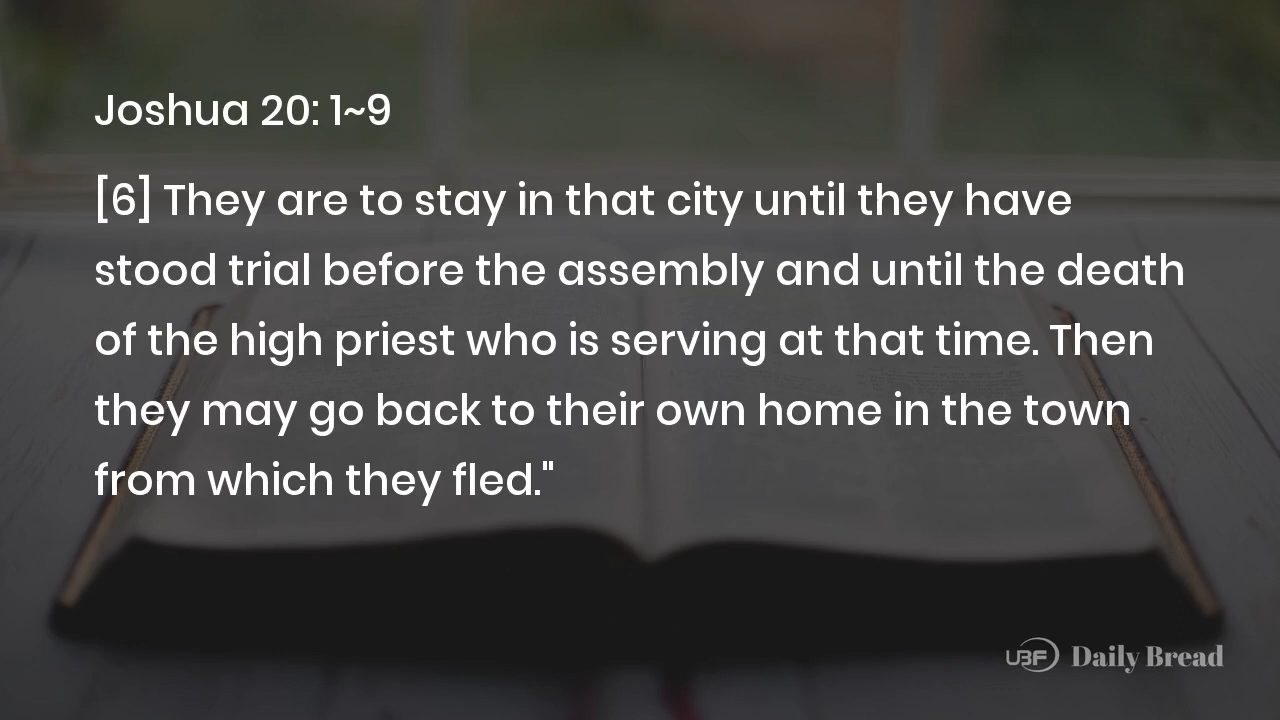 Joshua 20: 1~9
[6] They are to stay in that city until they have
stood trial before the assembly and until the death
of the high priest who is serving at that time. Then
they may go back to their own home in the town
from which they fled."
UBF Daily Bread